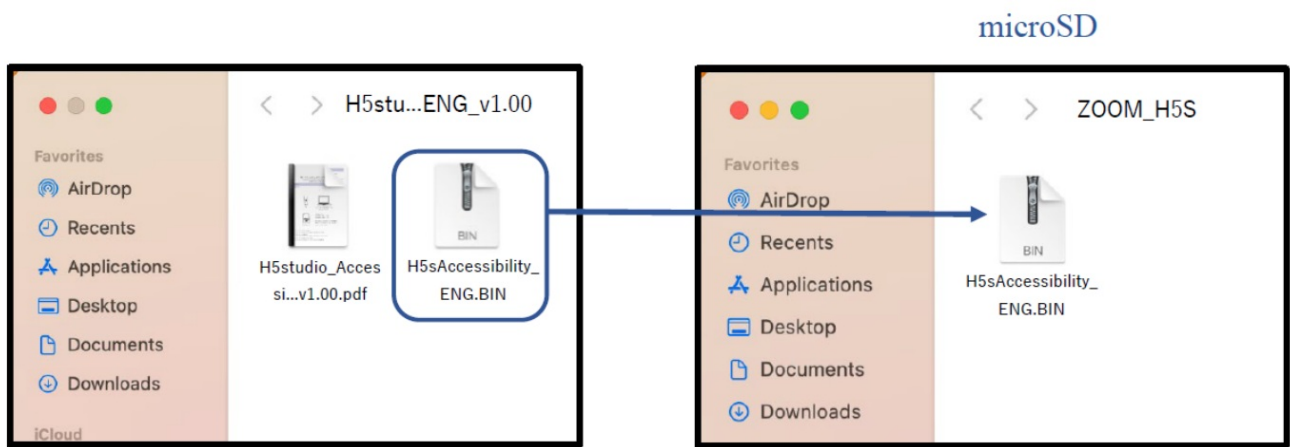 microSD
H5stu...ENG_v1.00
Favorites
AirDrop
Recents
Applications
Desktop
Documents
Downloads
iCloud
BIN
H5studio_Acces
si...v1.00.pdf
H5sAccessibility_
ENG.BIN
ZOOM_H5S
Favorites
AirDrop
Recents
Applications
Desktop
Documents
Downloads
BIN
H5sAccessibility_
ENG.BIN